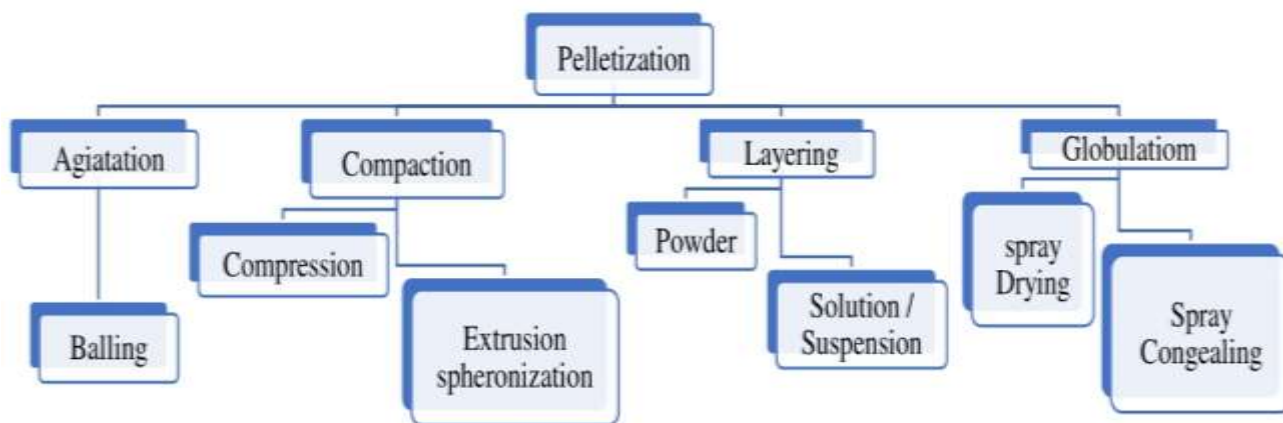 Pelletization
Agiatation
Compaction
Layering
Globulatiom
Compression
Powder
spray
Drying
Balling
Extrusion
spheronization
Solution /
Suspension
Spray
Congealing